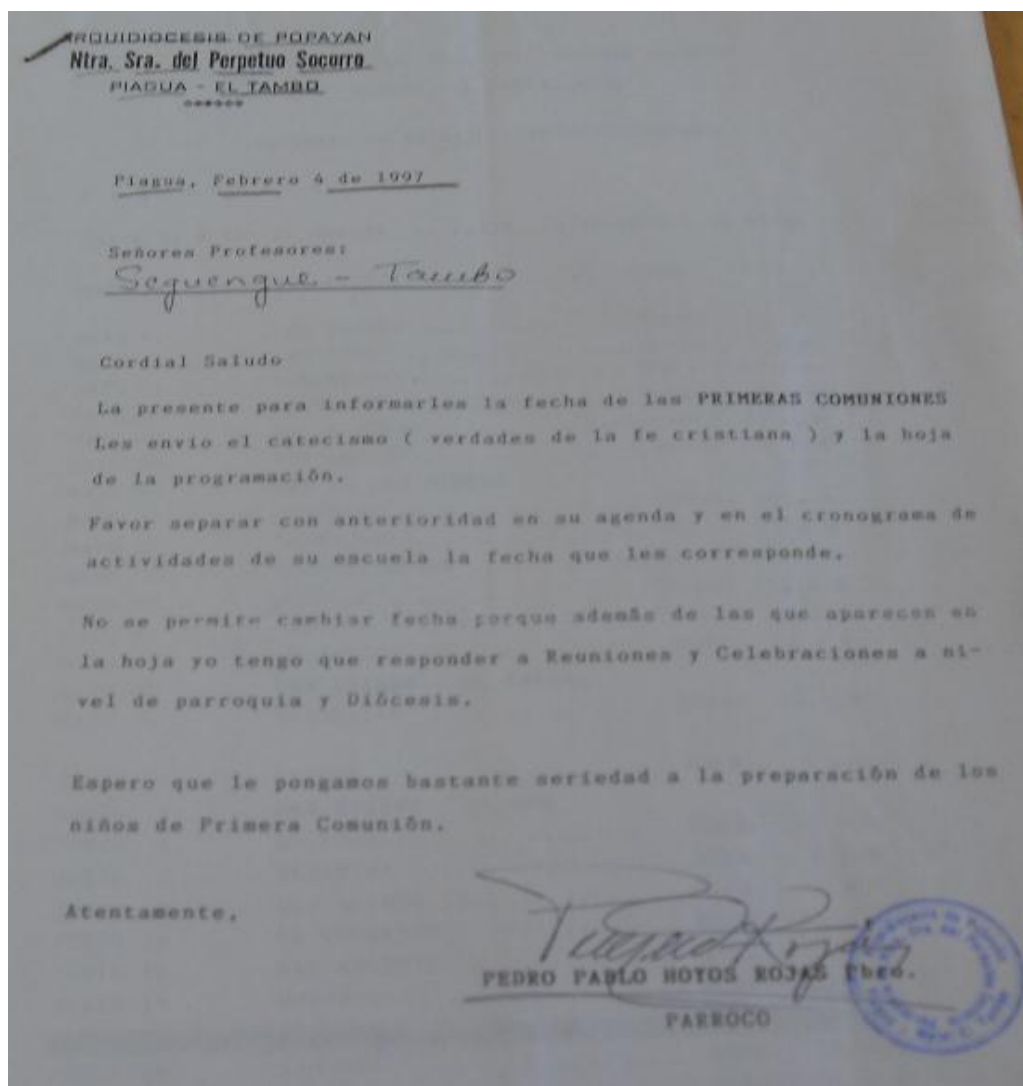 ARQUIDIOCESIS DE POPAYAN
Ntra. Sra. del Perpetuo Socorro
PIAGUA - EL TAMBO
Piagua, Febrero 4 de 1997
Señores Profesores:
Seguengue - Tambo
Cordial Saludo
La presente para informarles la fecha de las PRIMERAS COMUNIONES
Les envio el catecismo ( verdades de la fe cristiana ) y la hoja
de la programación.
Favor separar con anterioridad en su agenda y en el cronograma de
actividades de su escuela la fecha que les corresponde.
No se permite cambiar fecha porque además de las que aparecen en
la hoja yo tengo que responder a Reuniones y Celebraciones a ni-
vel de parroquia y Diócesis.
Espero que le pongamos bastante seriedad a la preparación de los
niños de Primera Comunión.
Atentamente,
PEDRO PABLO HOYOS ROJAS Pbro.
PARROCO